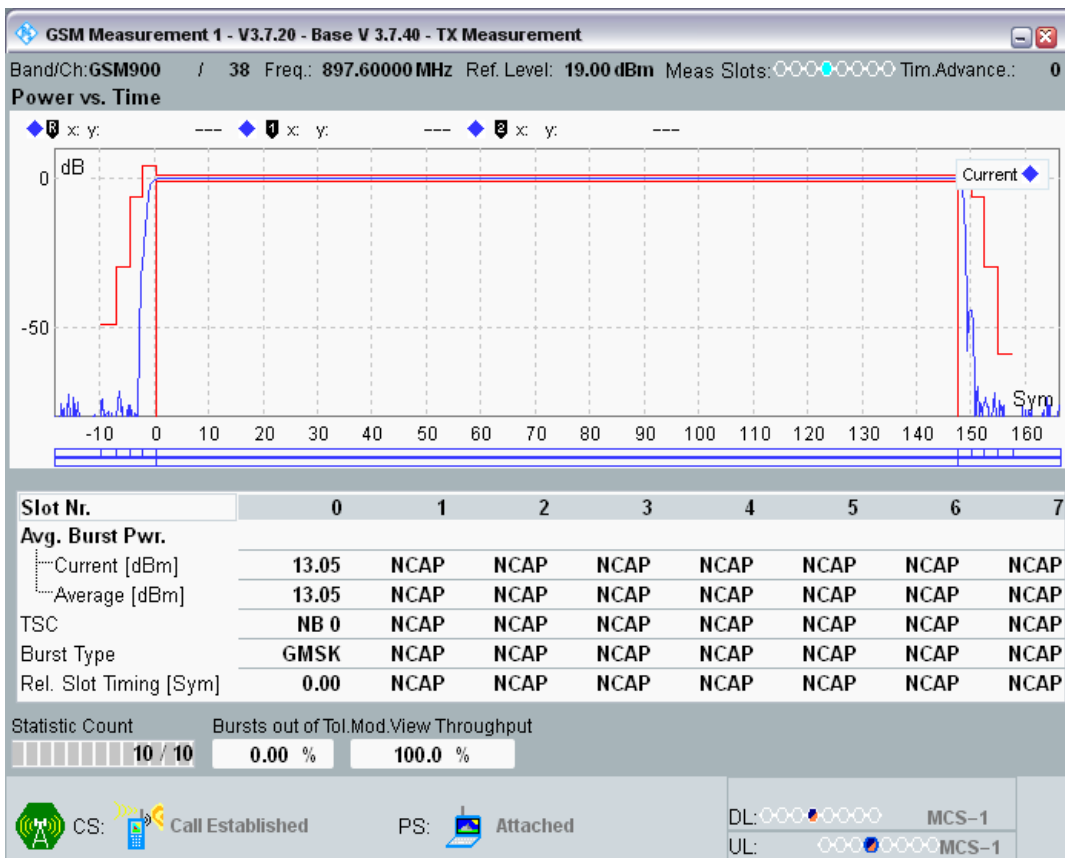 GSM Measurement 1 - V3.7.20 - Base V 3.7.40 - TX Measurement
Band/Ch:GSM900 / 38 Freq.: 897.60000 MHz Ref. Level: 19.00 dBm Meas Slots: Tim.Advance.: 0
Power vs. Time
R x: y: --- 1 x: y: --- 2 x: y: ---
dB
Current
0
-50
Sym
-10 0 10 20 30 40 50 60 70 80 90 100 110 120 130 140 150 160
Slot Nr. 0 1 2 3 4 5 6 7
Avg. Burst Pwr.
Current [dBm] 13.05 NCAP NCAP NCAP NCAP NCAP NCAP NCAP
Average [dBm] 13.05 NCAP NCAP NCAP NCAP NCAP NCAP NCAP
TSC NB 0 NCAP NCAP NCAP NCAP NCAP NCAP NCAP
Burst Type GMSK NCAP NCAP NCAP NCAP NCAP NCAP NCAP
Rel. Slot Timing [Sym] 0.00 NCAP NCAP NCAP NCAP NCAP NCAP NCAP
Statistic Count Bursts out of Tol.Mod.View Throughput
10 / 10 0.00 % 100.0 %
CS: Call Established PS: Attached
DL: MCS-1
UL: MCS-1